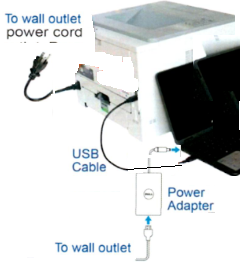 To wall outlet
power cord
USB
Cable
Power
Adapter
To wall outlet